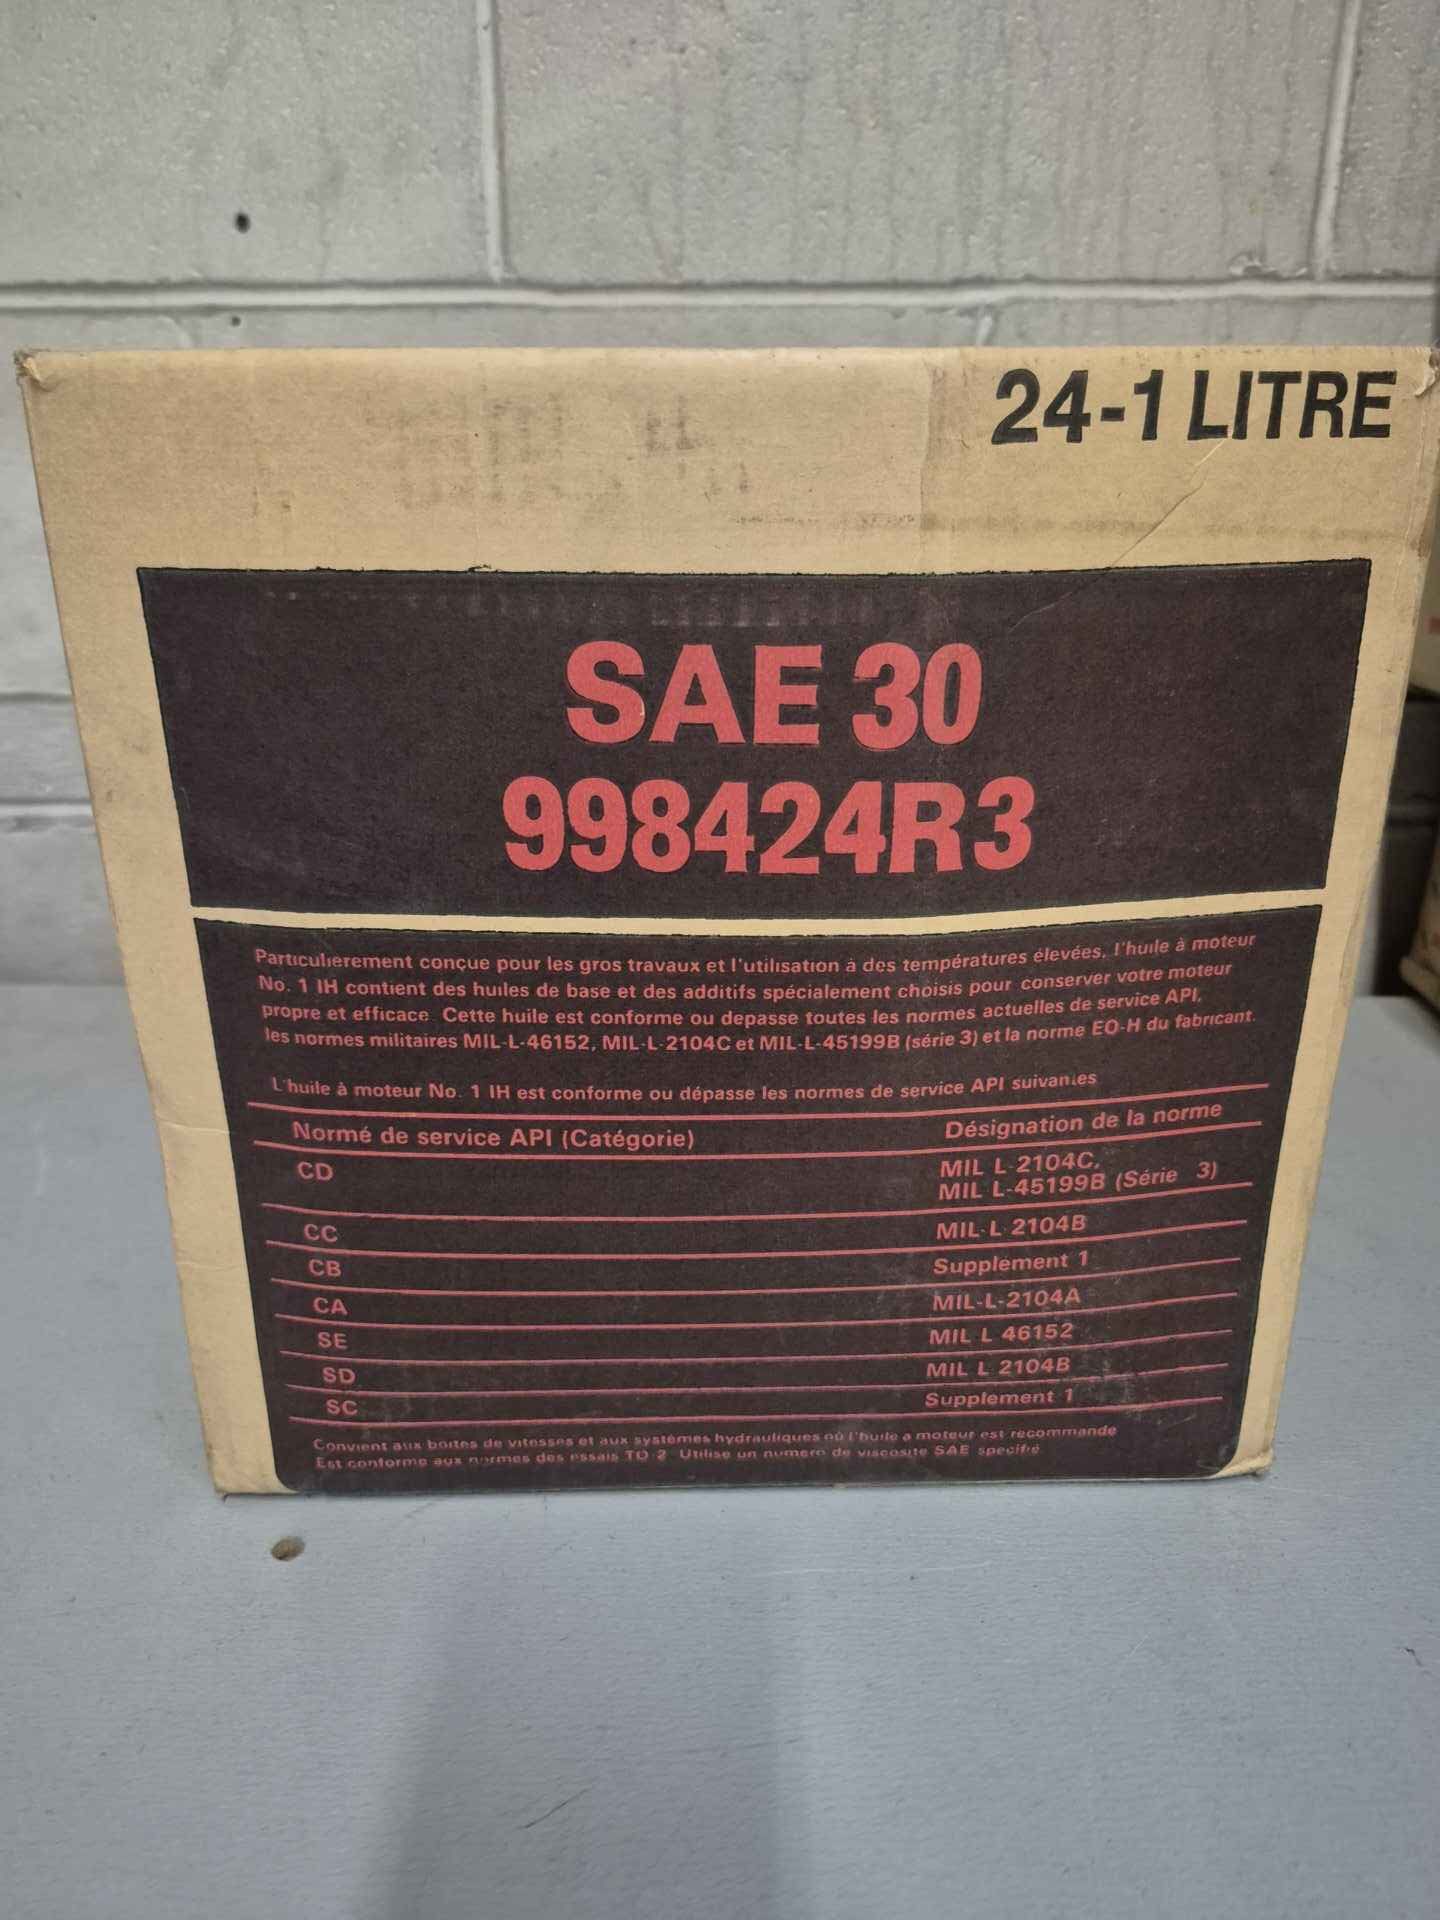 24-1 LITRE
SAE 30
998424R3
Particulierement conçue pour les gros travaux et l'utilisation à des températures élevées, l'huile à moteur
No. 1 IH contient des huiles de base et des additifs spécialement choisis pour conserver votre moteur
propre et efficace. Cette huile est conforme ou depasse toutes les normes actuelles de service API,
les normes militaires MIL-L-46152, MIL-L-2104C et MIL-L-45199B (série 3) et la norme EO-H du fabricant.
L'huile à moteur No. 1 IH est conforme ou dépasse les normes de service API suivantes
Normé de service API (Catégorie) Désignation de la norme
CD MIL L-2104C,
MIL L-45199B (Série 3)
CC MIL-L-2104B
CB Supplément 1
CA MIL-L-2104A
SE MIL L 46152
SD MIL L 2104B
SC Supplement 1
Convient aux boites de vitesses et aux systèmes hydrauliques où l'huile a moteur est recommande
Est conforme aux normes des essais TO-2 Utilise un numero de viscosite SAE specifié